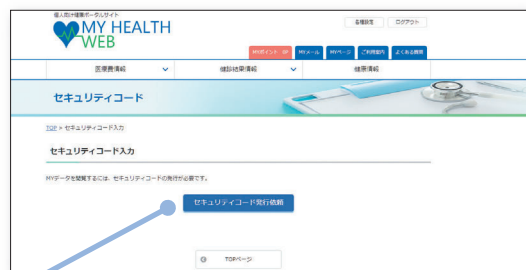 個人向け健康ポータルサイト
MY HEALTH WEB
各種設定 ログアウト
MYポイント 0P MYメール MYページ ご利用案内 よくある質問
医療費情報 健診結果情報 健康情報
セキュリティコード
TOP > セキュリティコード入力
セキュリティコード入力
MYデータを閲覧するには、セキュリティコードの発行が必要です。
セキュリティコード発行依頼
TOPページ